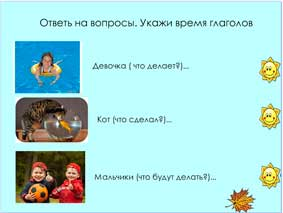 Ответь на вопросы. Укажи время глаголов
Девочка ( что делает?)...
Кот (что сделал?)...
Мальчики (что будут делать?)...